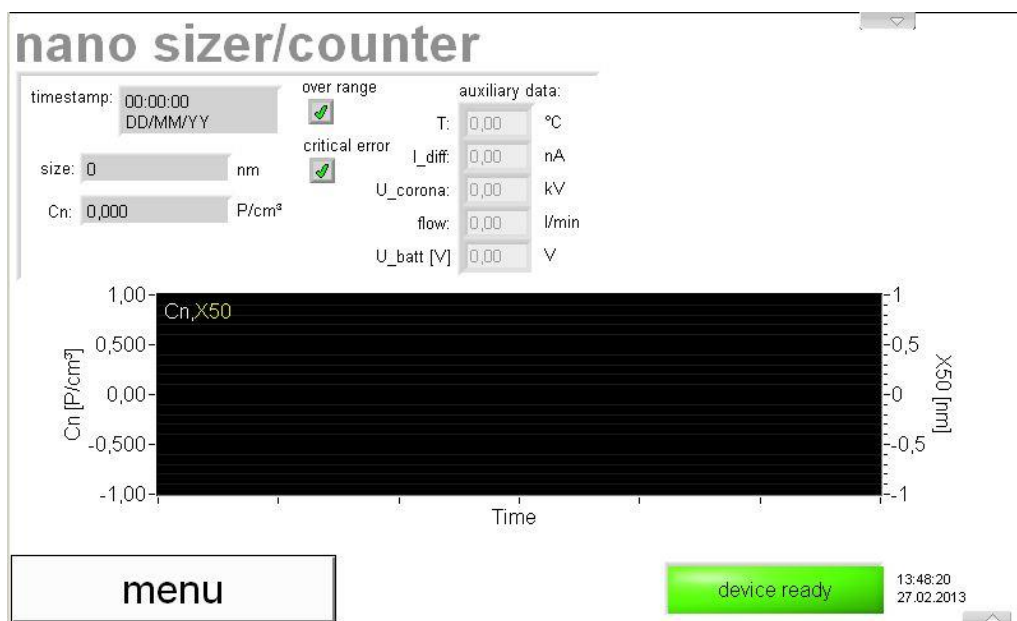 nano sizer/counter
timestamp: 00:00:00
DD/MM/YY
size: 0 nm
Cn: 0,000 P/cm³
over range
critical error
auxiliary data:
T: 0,00 °C
I_diff: 0,00 nA
U_corona: 0,00 kV
flow: 0,00 l/min
U_batt [V] 0,00 V
Cn,X50
Cn [P/cm³]
1,00
0,500
0,00
-0,500
-1,00
1
0,5
0
-0,5
-1
X50 [nm]
Time
menu
device ready
13:48:20
27.02.2013